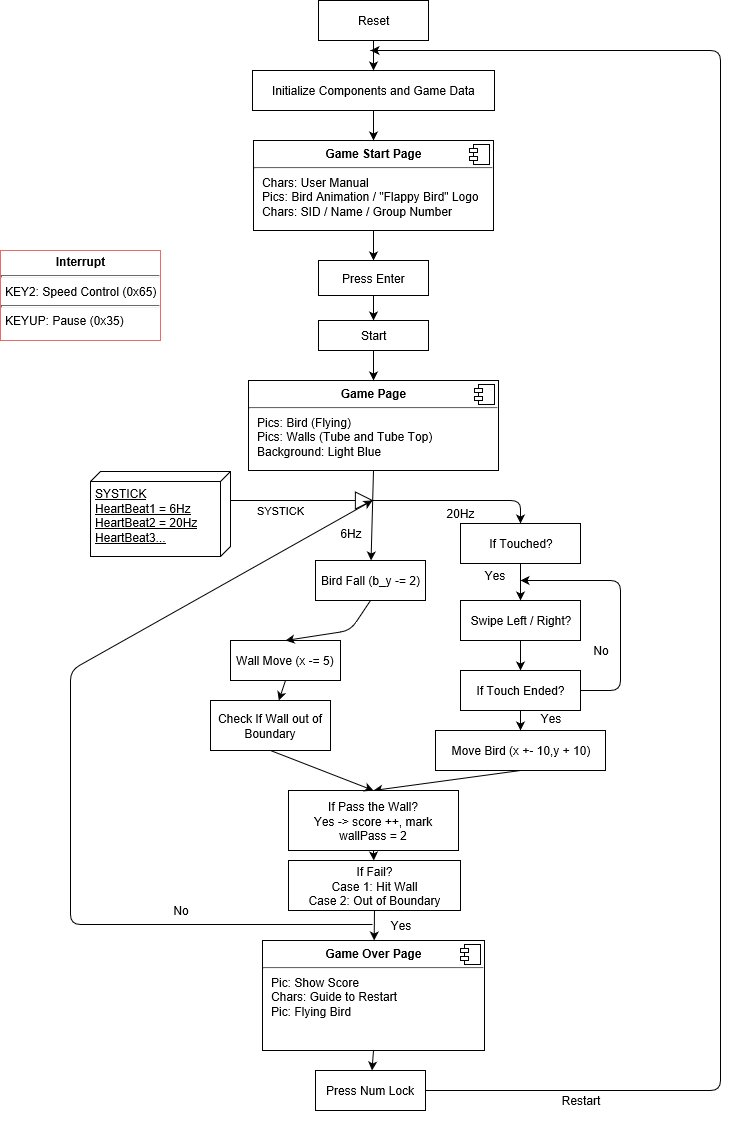 Reset
Initialize Components and Game Data
Game Start Page
Chars: User Manual
Pics: Bird Animation / "Flappy Bird" Logo
Chars: SID / Name / Group Number
Interrupt
KEY2: Speed Control (0x65)
KEYUP: Pause (0x35)
Press Enter
Start
Game Page
Pics: Bird (Flying)
Pics: Walls (Tube and Tube Top)
Background: Light Blue
SYSTICK
HeartBeat1 = 6Hz
HeartBeat2 = 20Hz
HeartBeat3...
SYSTICK
6Hz
20Hz
If Touched?
Yes
Bird Fall (b_y -= 2)
Swipe Left / Right?
No
Wall Move (x -= 5)
If Touch Ended?
Yes
Check If Wall out of
Boundary
Move Bird (x +- 10,y + 10)
If Pass the Wall?
Yes -> score ++, mark
wallPass = 2
If Fail?
Case 1: Hit Wall
Case 2: Out of Boundary
No
Yes
Game Over Page
Pic: Show Score
Chars: Guide to Restart
Pic: Flying Bird
Press Num Lock
Restart